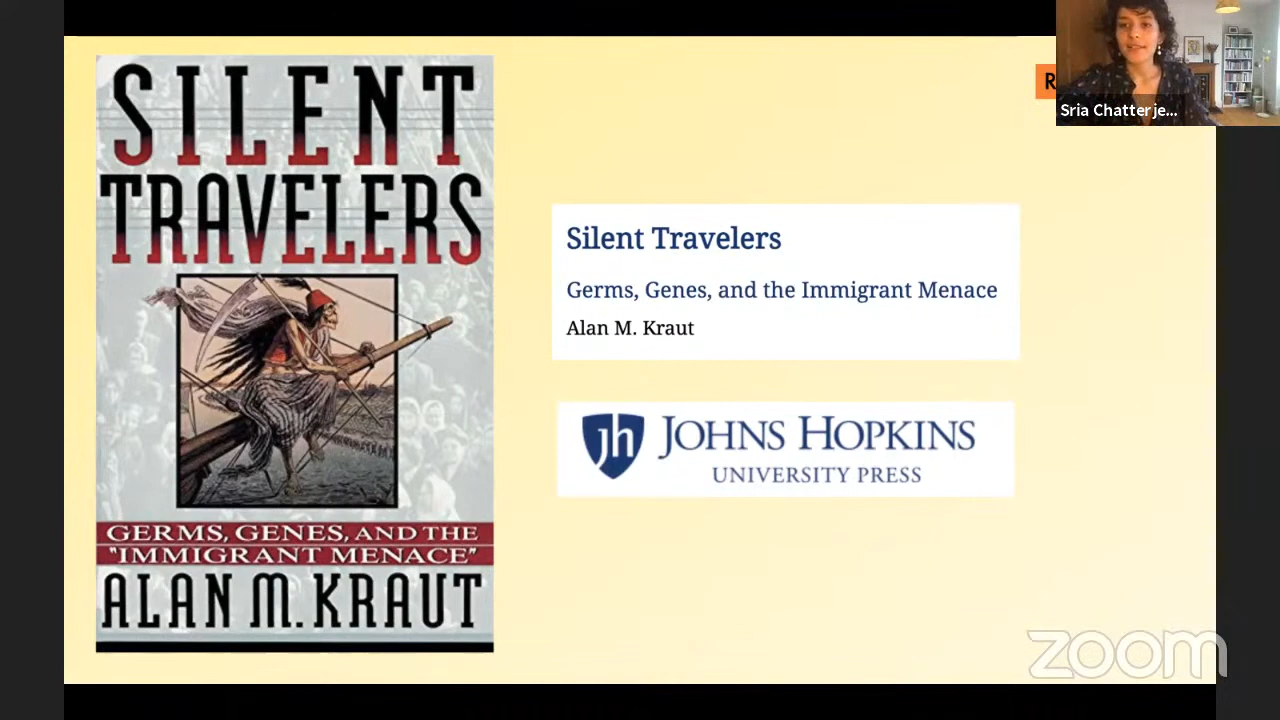 SILENT
TRAVELERS
GERMS, GENES, AND THE
"IMMIGRANT MENACE"
ALAN M. KRAUT
Silent Travelers
Germs, Genes, and the Immigrant Menace
Alan M. Kraut
jh JOHNS HOPKINS
UNIVERSITY PRESS
R
Sria Chatterje...
zoom